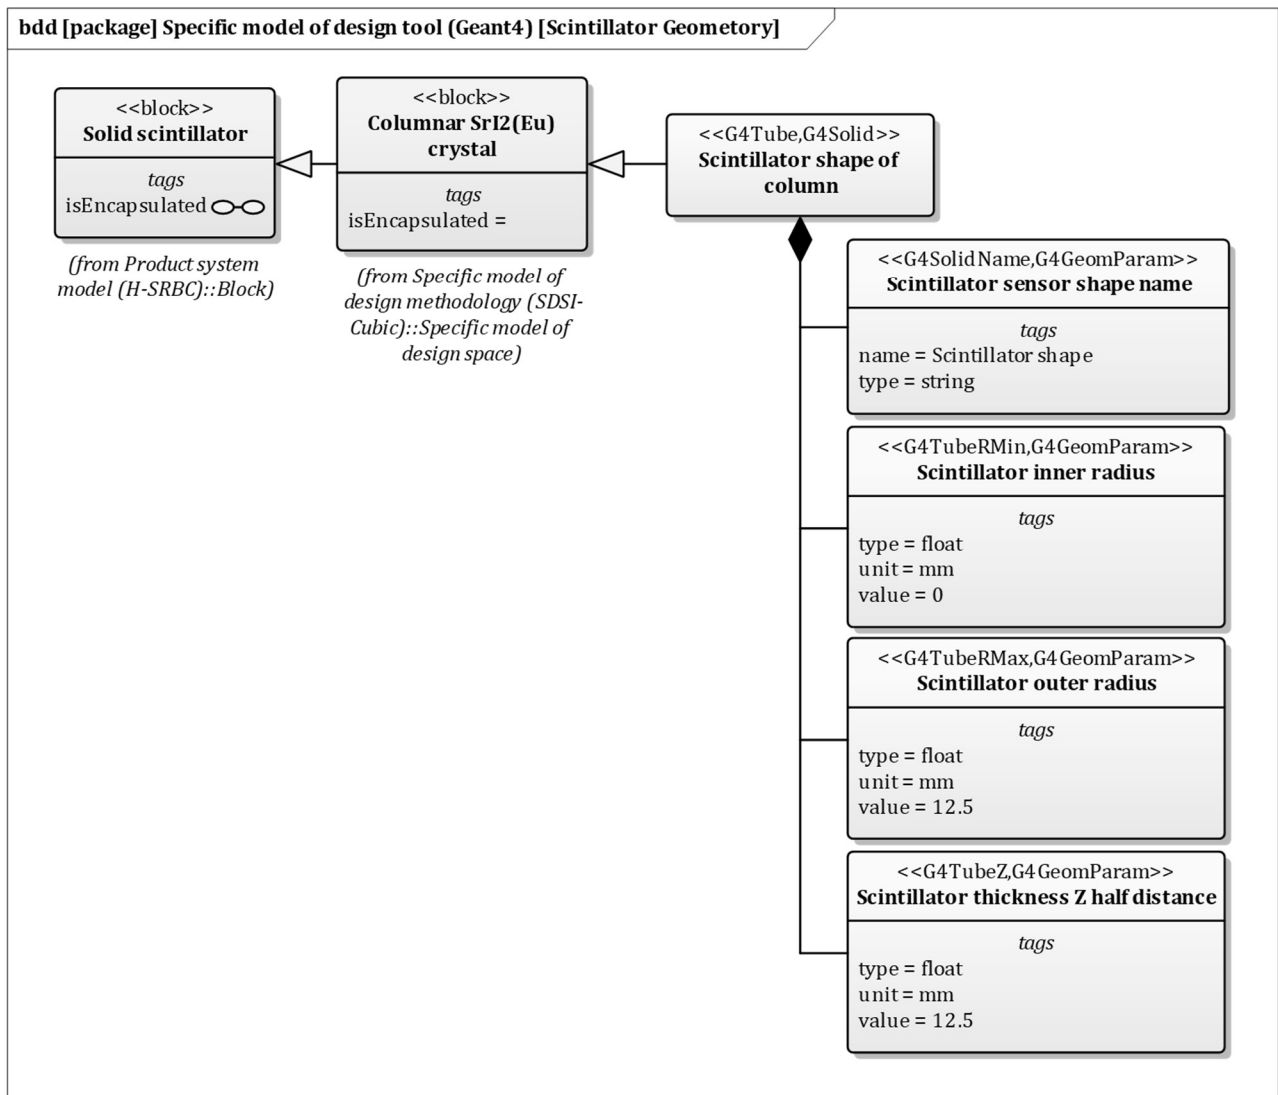 bdd [package] Specific model of design tool (Geant4) [Scintillator Geometory]
<<block>>
Solid scintillator
tags
isEncapsulated
(from Product system
model (H-SRBC)::Block)
<<block>>
Columnar SrI2(Eu)
crystal
tags
isEncapsulated =
(from Specific model of
design methodology (SDSI-
Cubic)::Specific model of
design space)
<<G4Tube,G4Solid>>
Scintillator shape of
column
<<G4SolidName,G4GeomParam>>
Scintillator sensor shape name
tags
name = Scintillator shape
type = string
<<G4TubeRMin,G4GeomParam>>
Scintillator inner radius
tags
type = float
unit = mm
value = 0
<<G4TubeRMax,G4GeomParam>>
Scintillator outer radius
tags
type = float
unit = mm
value = 12.5
<<G4TubeZ,G4GeomParam>>
Scintillator thickness Z half distance
tags
type = float
unit = mm
value = 12.5